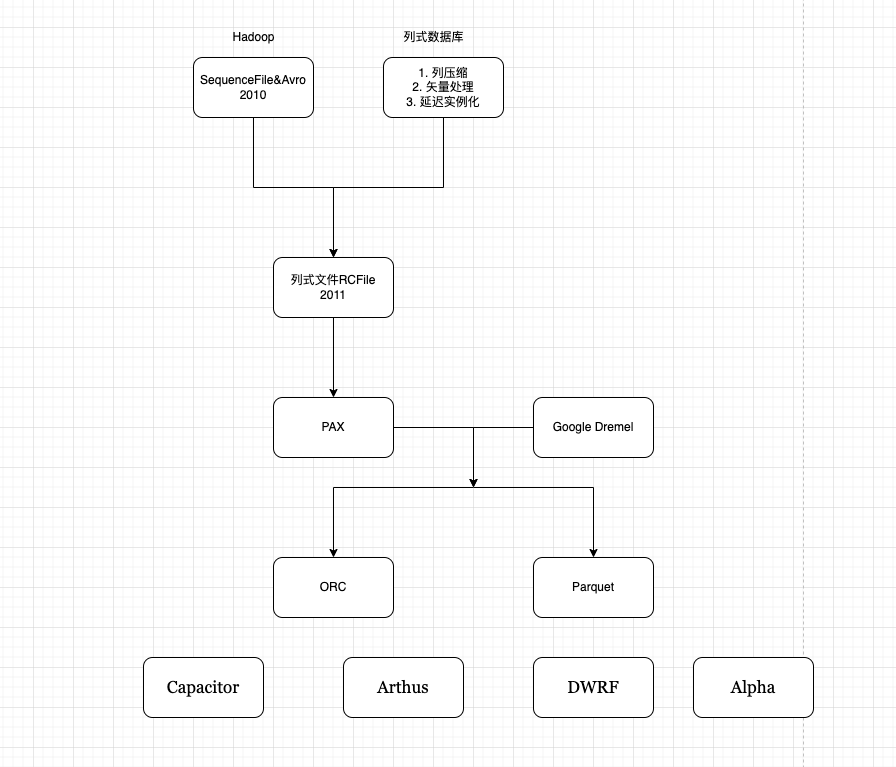 Hadoop
列式数据库
SequenceFile&Avro
2010
1. 列压缩
2. 矢量处理
3. 延迟实例化
列式文件RCFile
2011
PAX
Google Dremel
ORC
Parquet
Capacitor
Arthus
DWRF
Alpha